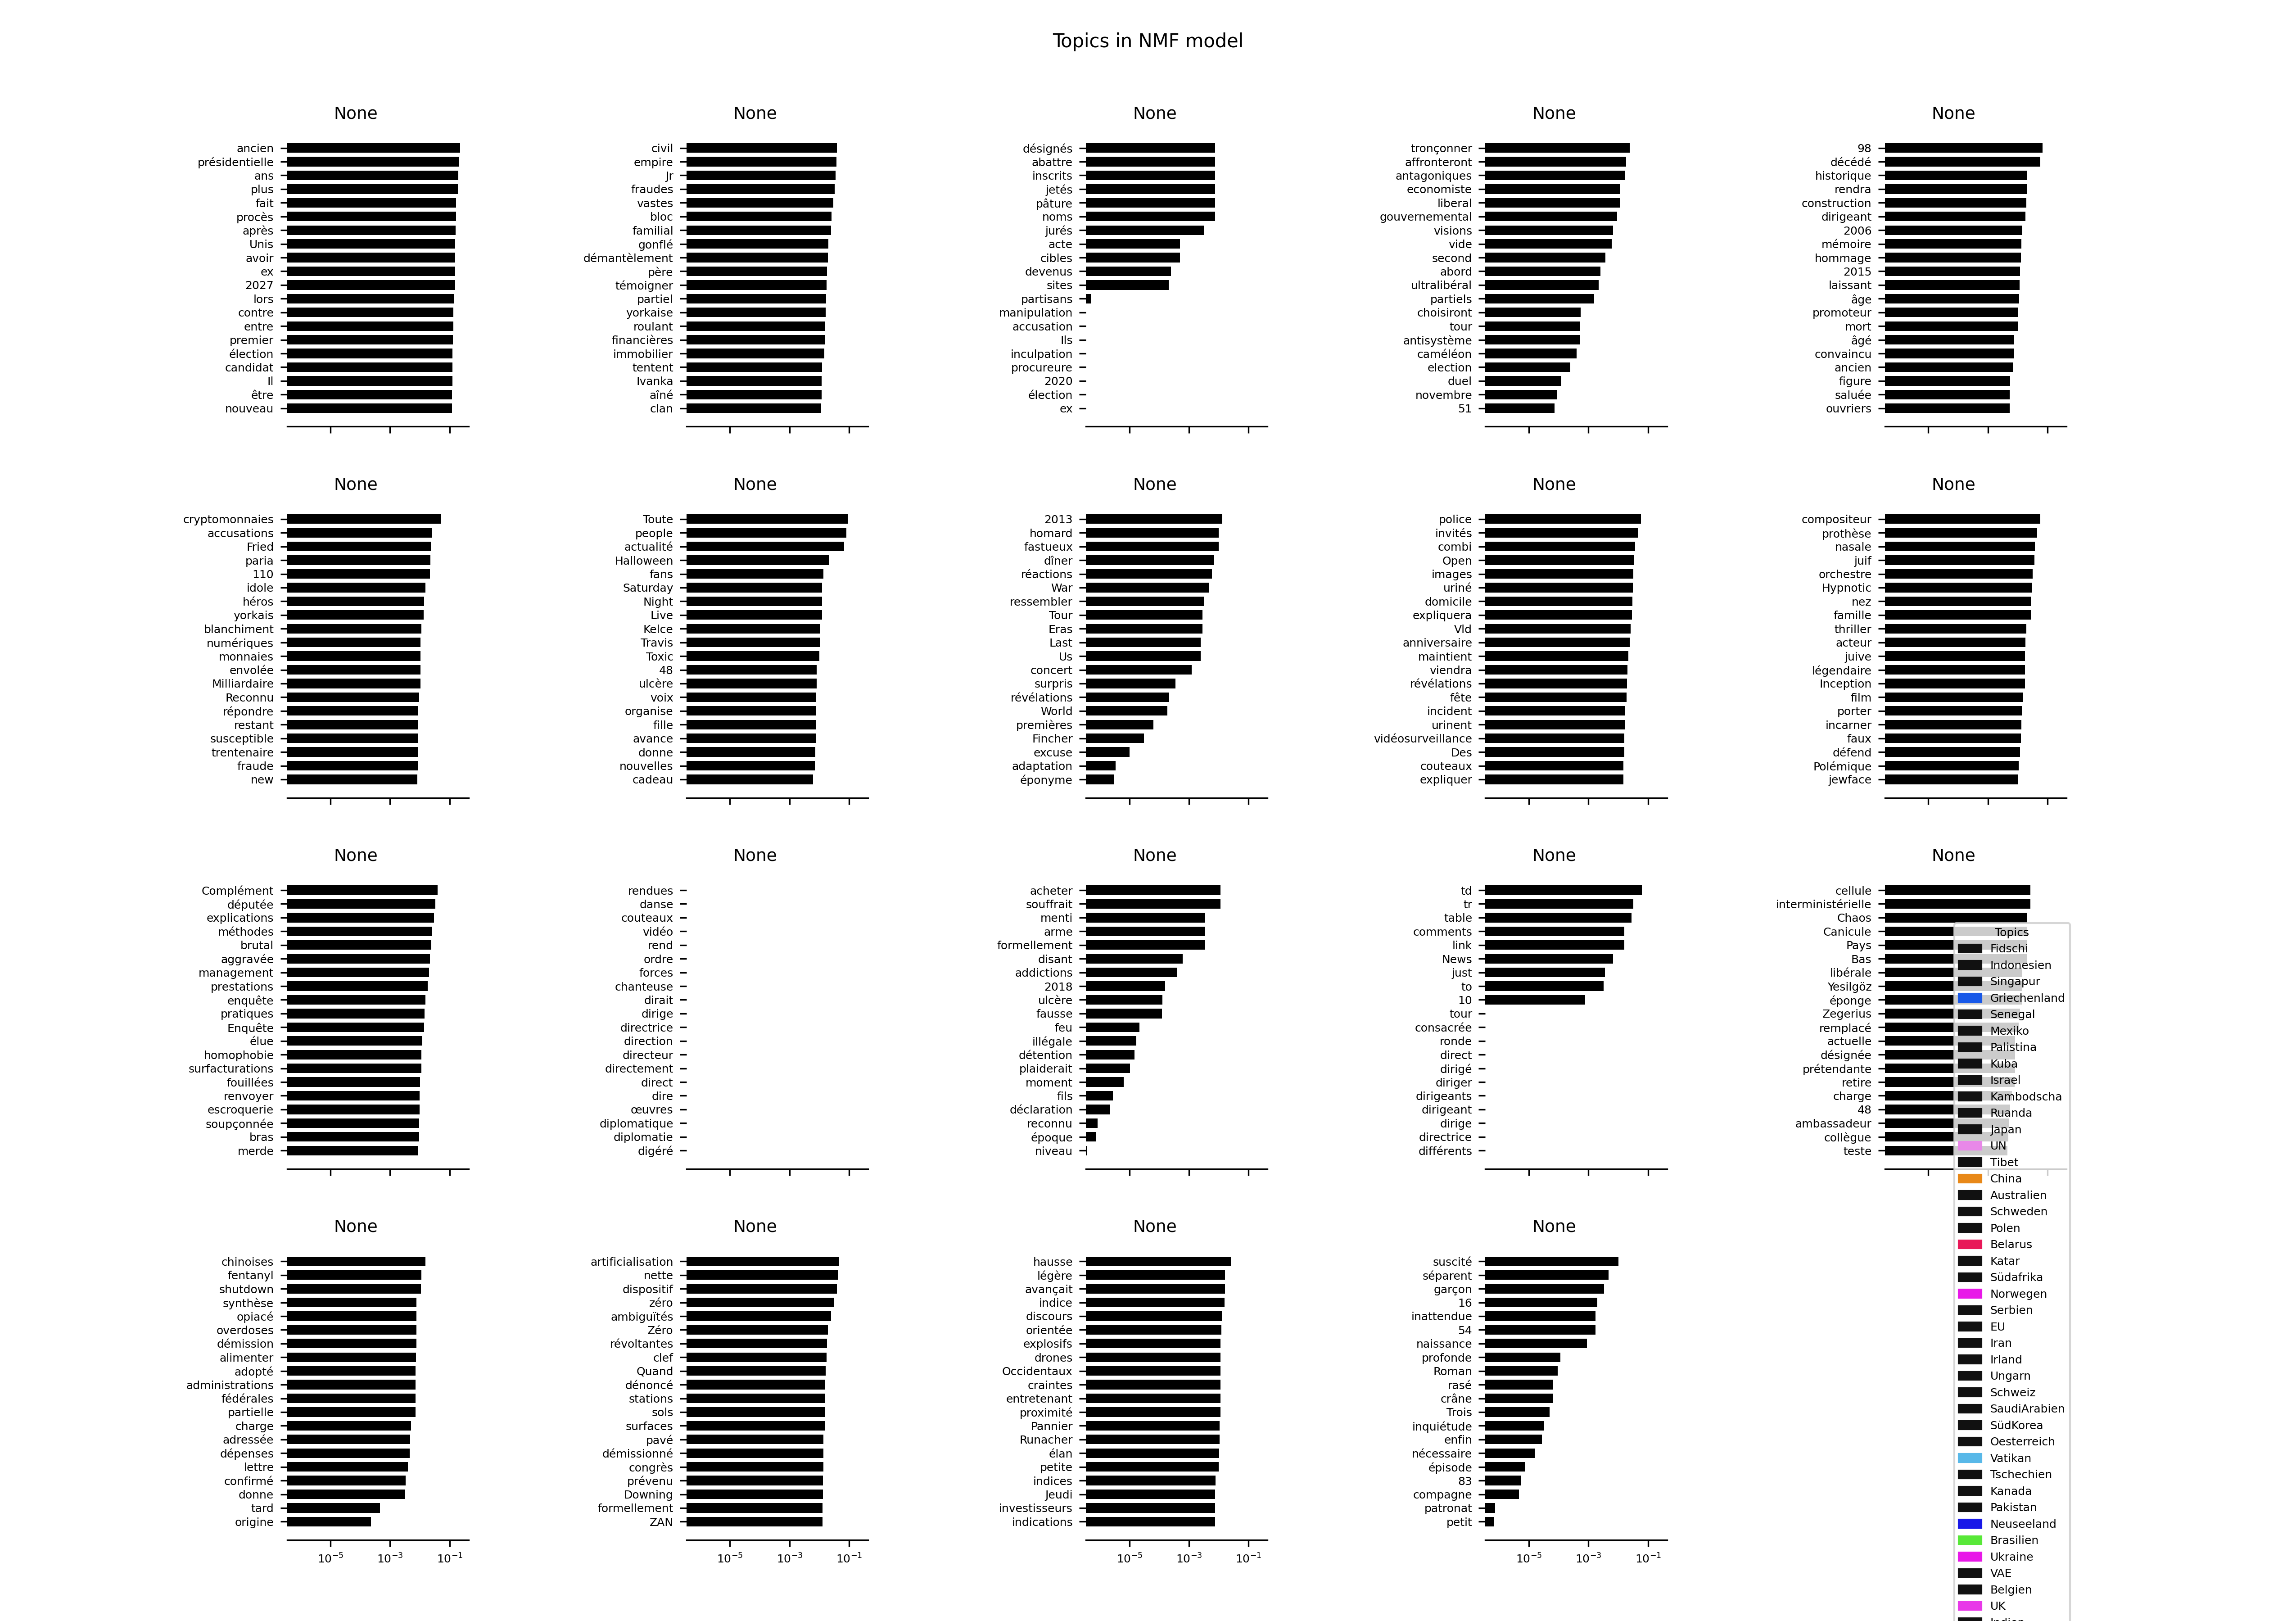 Topics in NMF model
None
ancien
présidentielle
ans
plus
fait
procès
après
Unis
avoir
ex
2027
lors
contre
entre
premier
élection
candidat
Il
être
nouveau
None
civil
empire
Jr
fraudes
vastes
bloc
familial
gonflé
démantèlement
père
témoigner
partiel
yorkaise
roulant
financières
immobilier
tentent
Ivanka
aîné
clan
None
désignés
abattre
inscrits
jetés
pâture
noms
jurés
acte
cibles
devenus
sites
partisans
manipulation
accusation
Ils
inculpation
procureure
2020
élection
ex
None
tronçonner
affronteront
antagoniques
economiste
liberal
gouvernemental
visions
vide
second
abord
ultralibéral
partiels
choisiront
tour
antisystème
caméléon
election
duel
novembre
51
None
98
décédé
historique
rendra
construction
dirigeant
2006
mémoire
hommage
2015
laissant
âge
promoteur
mort
âgé
convaincu
ancien
figure
saluée
ouvriers
None
cryptomonnaies
accusations
Fried
paria
110
idole
héros
yorkais
blanchiment
numériques
monnaies
envolée
Milliardaire
Reconnu
répondre
restant
susceptible
trentenaire
fraude
new
None
Toute
people
actualité
Halloween
fans
Saturday
Night
Live
Kelce
Travis
Toxic
48
ulcère
voix
organise
fille
avance
donne
nouvelles
cadeau
None
2013
homard
fastueux
dîner
réactions
War
ressembler
Tour
Eras
Last
Us
concert
surpris
révélations
World
premières
Fincher
excuse
adaptation
éponyme
None
police
invités
combi
Open
images
uriné
domicile
expliquera
Vld
anniversaire
maintient
viendra
révélations
fête
incident
urinent
vidéosurveillance
Des
couteaux
expliquer
None
compositeur
prothèse
nasale
juif
orchestre
Hypnotic
nez
famille
thriller
acteur
juive
légendaire
Inception
film
porter
incarner
faux
défend
Polémique
jewface
None
Complément
députée
explications
méthodes
brutal
aggravée
management
prestations
enquête
pratiques
Enquête
élue
homophobie
surfacturations
fouillées
renvoyer
escroquerie
soupçonnée
bras
merde
None
rendues
danse
couteaux
vidéo
rend
ordre
forces
chanteuse
dirait
dirige
directrice
direction
directeur
directement
direct
dire
œuvres
diplomatique
diplomatie
digéré
None
acheter
souffrait
menti
arme
formellement
disant
addictions
2018
ulcère
fausse
feu
illégale
détention
plaiderait
moment
fils
déclaration
reconnu
époque
niveau
None
td
tr
table
comments
link
News
just
to
10
tour
consacrée
ronde
direct
dirigé
diriger
dirigeants
dirigeant
dirige
directrice
différents
None
cellule
interministérielle
Chaos
Canicule
Pays
Bas
libérale
Yesilgöz
éponge
Zegerius
remplacé
actuelle
désignée
prétendante
retire
charge
48
ambassadeur
collègue
teste
None
chinoises
fentanyl
shutdown
synthèse
opiacé
overdoses
démission
alimenter
adopté
administrations
fédérales
partielle
charge
adressée
dépenses
lettre
confirmé
donne
tard
origine
10⁻⁵ 10⁻³ 10⁻¹
None
artificialisation
nette
dispositif
zéro
ambiguïtés
Zéro
révoltantes
clef
Quand
dénoncé
stations
sols
surfaces
pavé
démissionné
congrès
prévenu
Downing
formellement
ZAN
10⁻⁵ 10⁻³ 10⁻¹
None
hausse
légère
avançait
indice
discours
orientée
explosifs
drones
Occidentaux
craintes
entretenant
proximité
Pannier
Runacher
élan
petite
indices
Jeudi
investisseurs
indications
10⁻⁵ 10⁻³ 10⁻¹
None
suscité
séparent
garçon
16
inattendue
54
naissance
profonde
Roman
rasé
crâne
Trois
inquiétude
enfin
nécessaire
épisode
83
compagne
patronat
petit
10⁻⁵ 10⁻³ 10⁻¹
Topics
Fidschi
Indonesien
Singapur
Griechenland
Senegal
Mexiko
Palistina
Kuba
Israel
Kambodscha
Ruanda
Japan
UN
Tibet
China
Australien
Schweden
Polen
Belarus
Katar
Südafrika
Norwegen
Serbien
EU
Iran
Irland
Ungarn
Schweiz
SaudiArabien
SüdKorea
Oesterreich
Vatikan
Tschechien
Kanada
Pakistan
Neuseeland
Brasilien
Ukraine
VAE
Belgien
UK